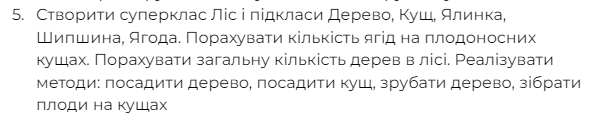 5. Створити суперклас Ліс і підкласи Дерево, Кущ, Ялинка,
Шипшина, Ягода. Порахувати кількість ягід на плодоносних
кущах. Порахувати загальну кількість дерев в лісі. Реалізувати
методи: посадити дерево, посадити кущ, зрубати дерево, зібрати
плоди на кущах